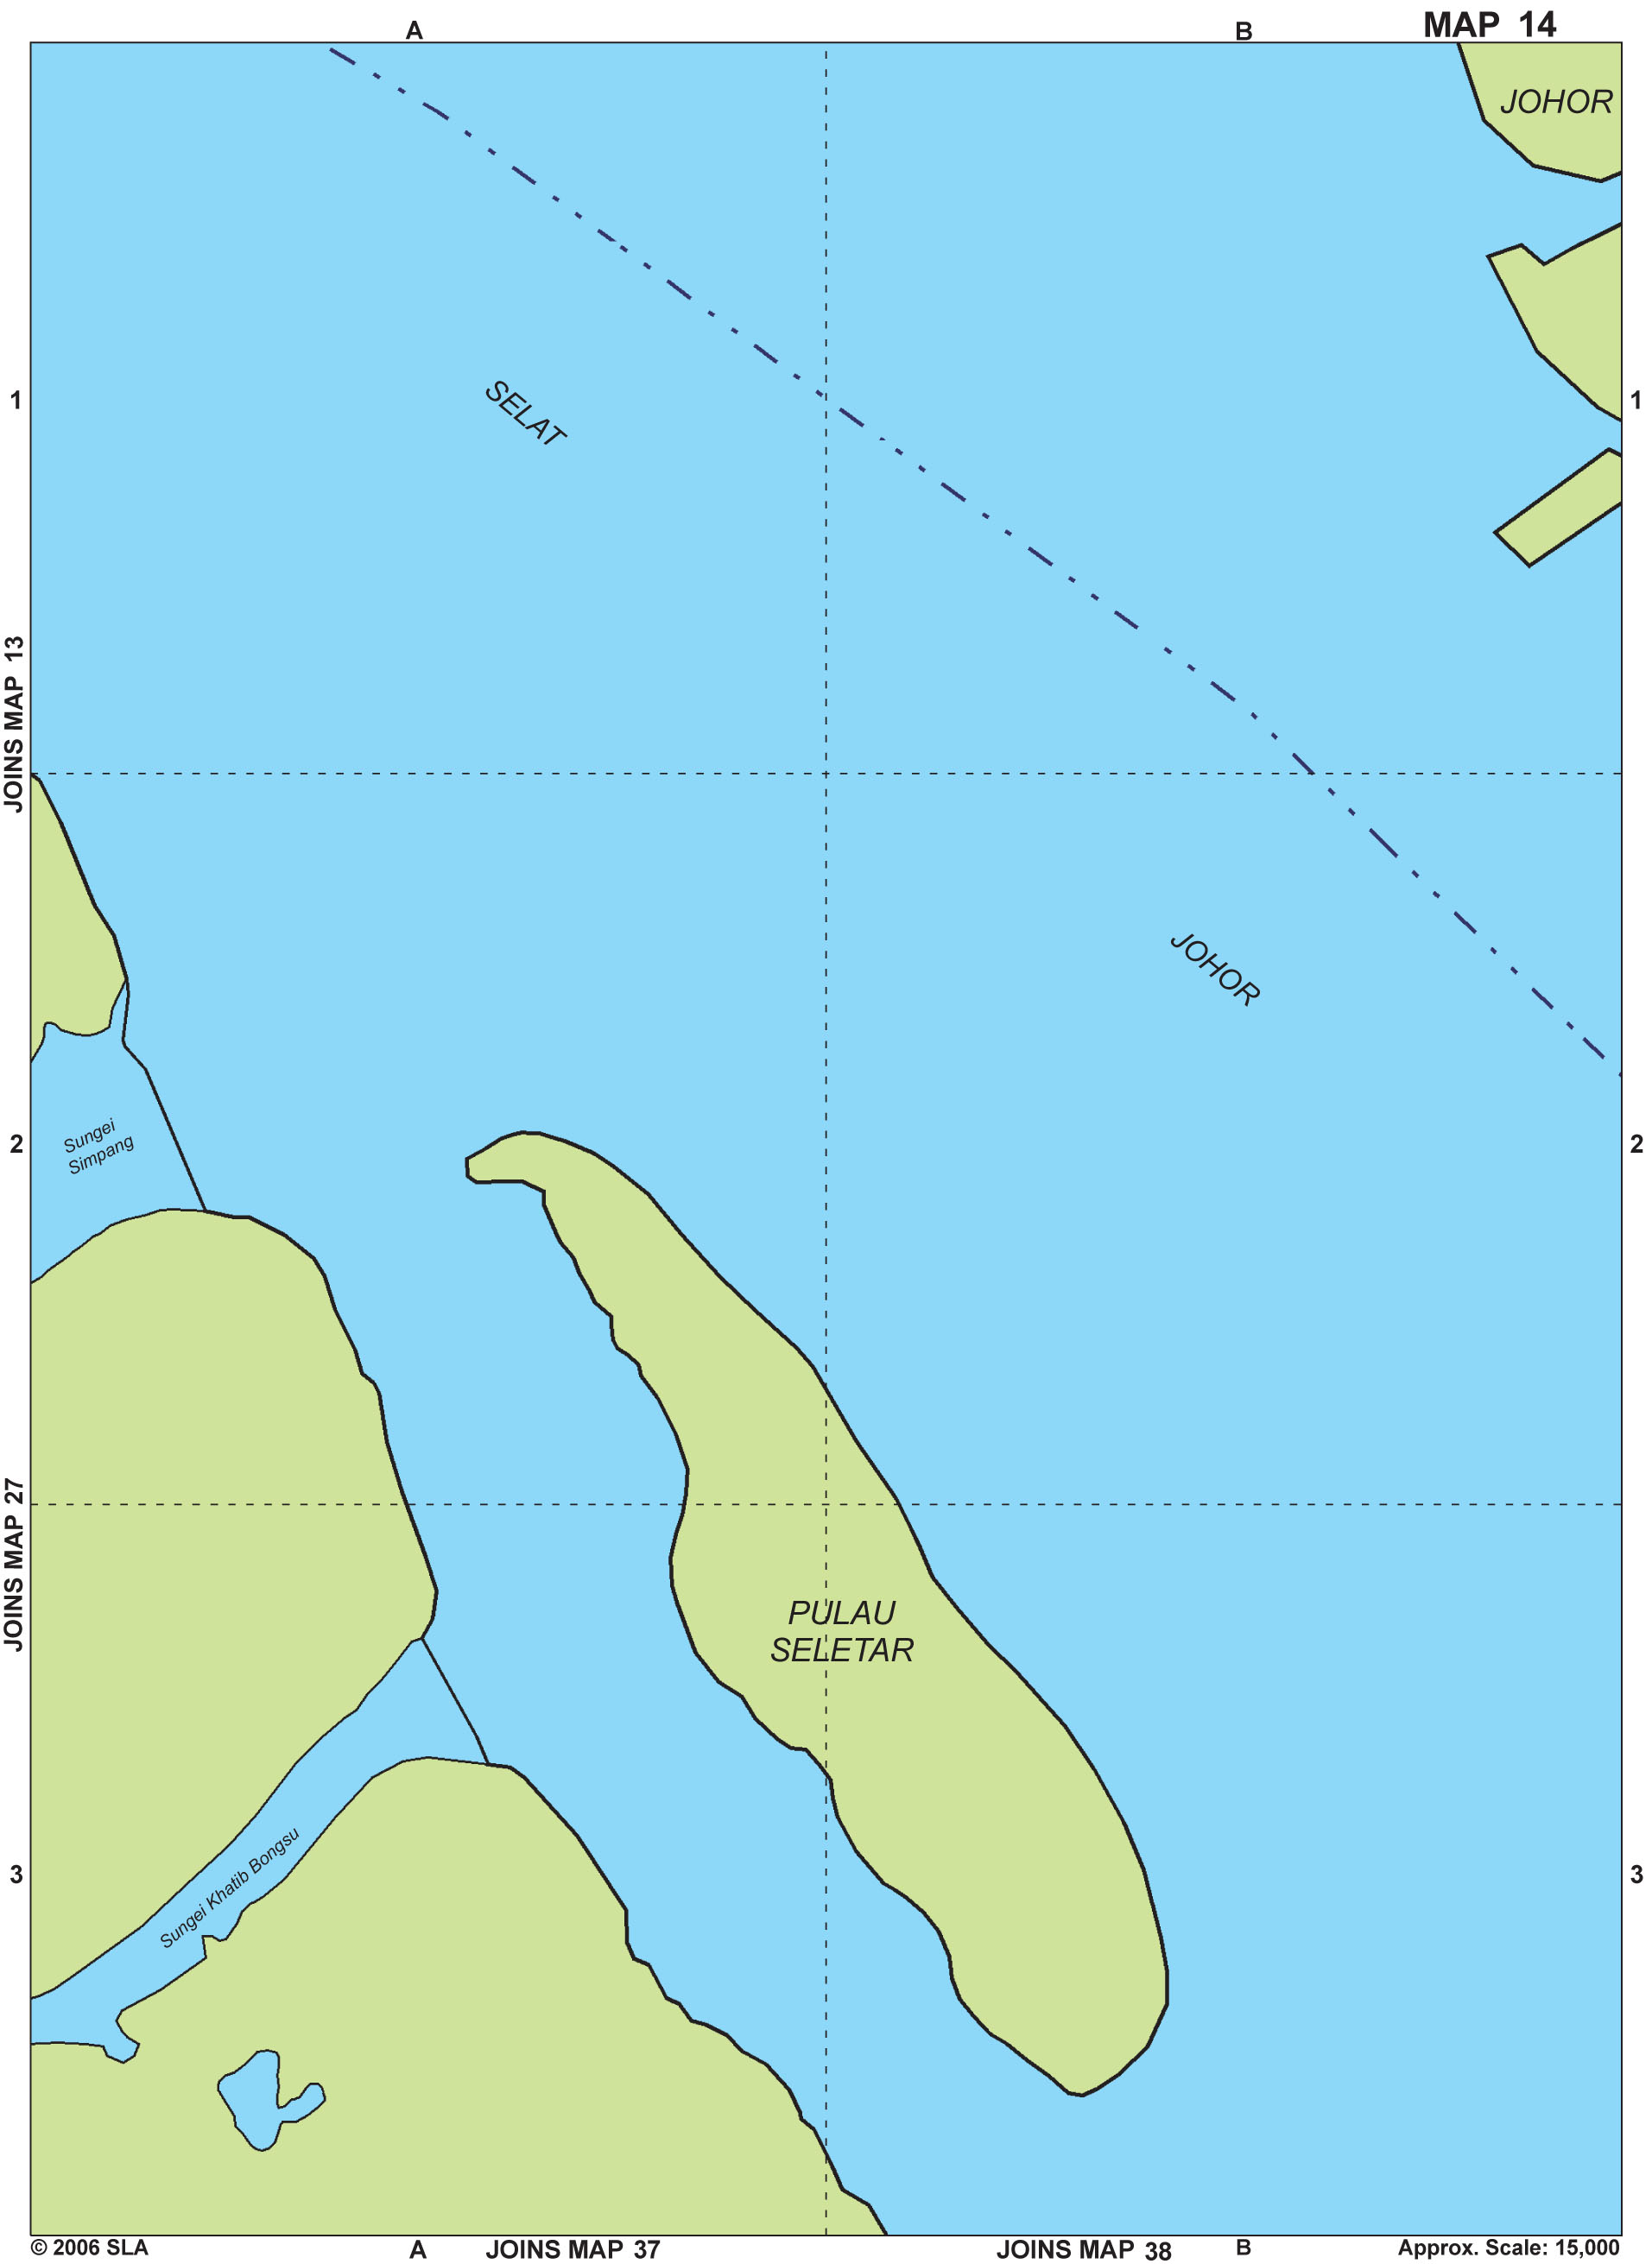 A
B
MAP 14
JOHOR
1
SELAT
1
JOINS MAP 13
JOHOR
2
Sungei
Simpang
2
JOINS MAP 27
PULAU
SELETAR
3
Sungei Khatib Bongsu
3
© 2006 SLA
A
JOINS MAP 37
JOINS MAP 38
B
Approx. Scale: 15,000